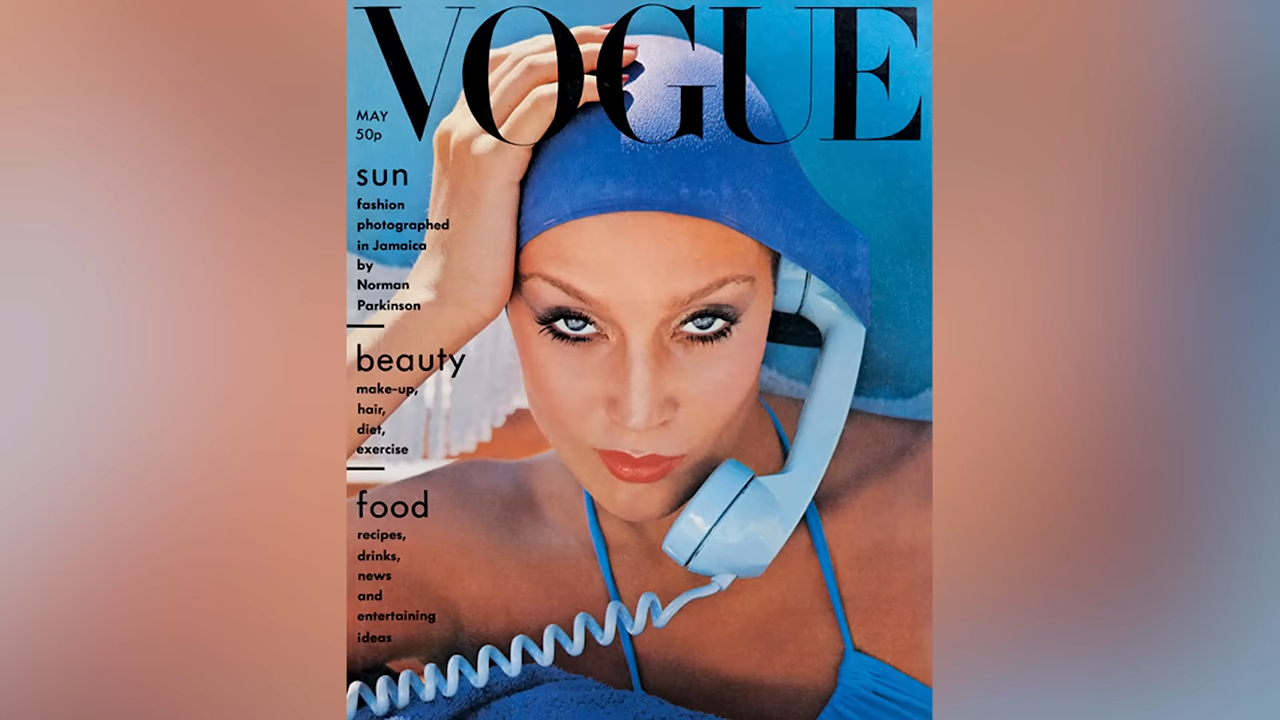 VOGUE
MAY
50p
sun
fashion
photographed
in Jamaica
by
Norman
Parkinson
beauty
make-up,
hair,
diet,
exercise
food
recipes,
drinks,
news
and
entertaining
ideas